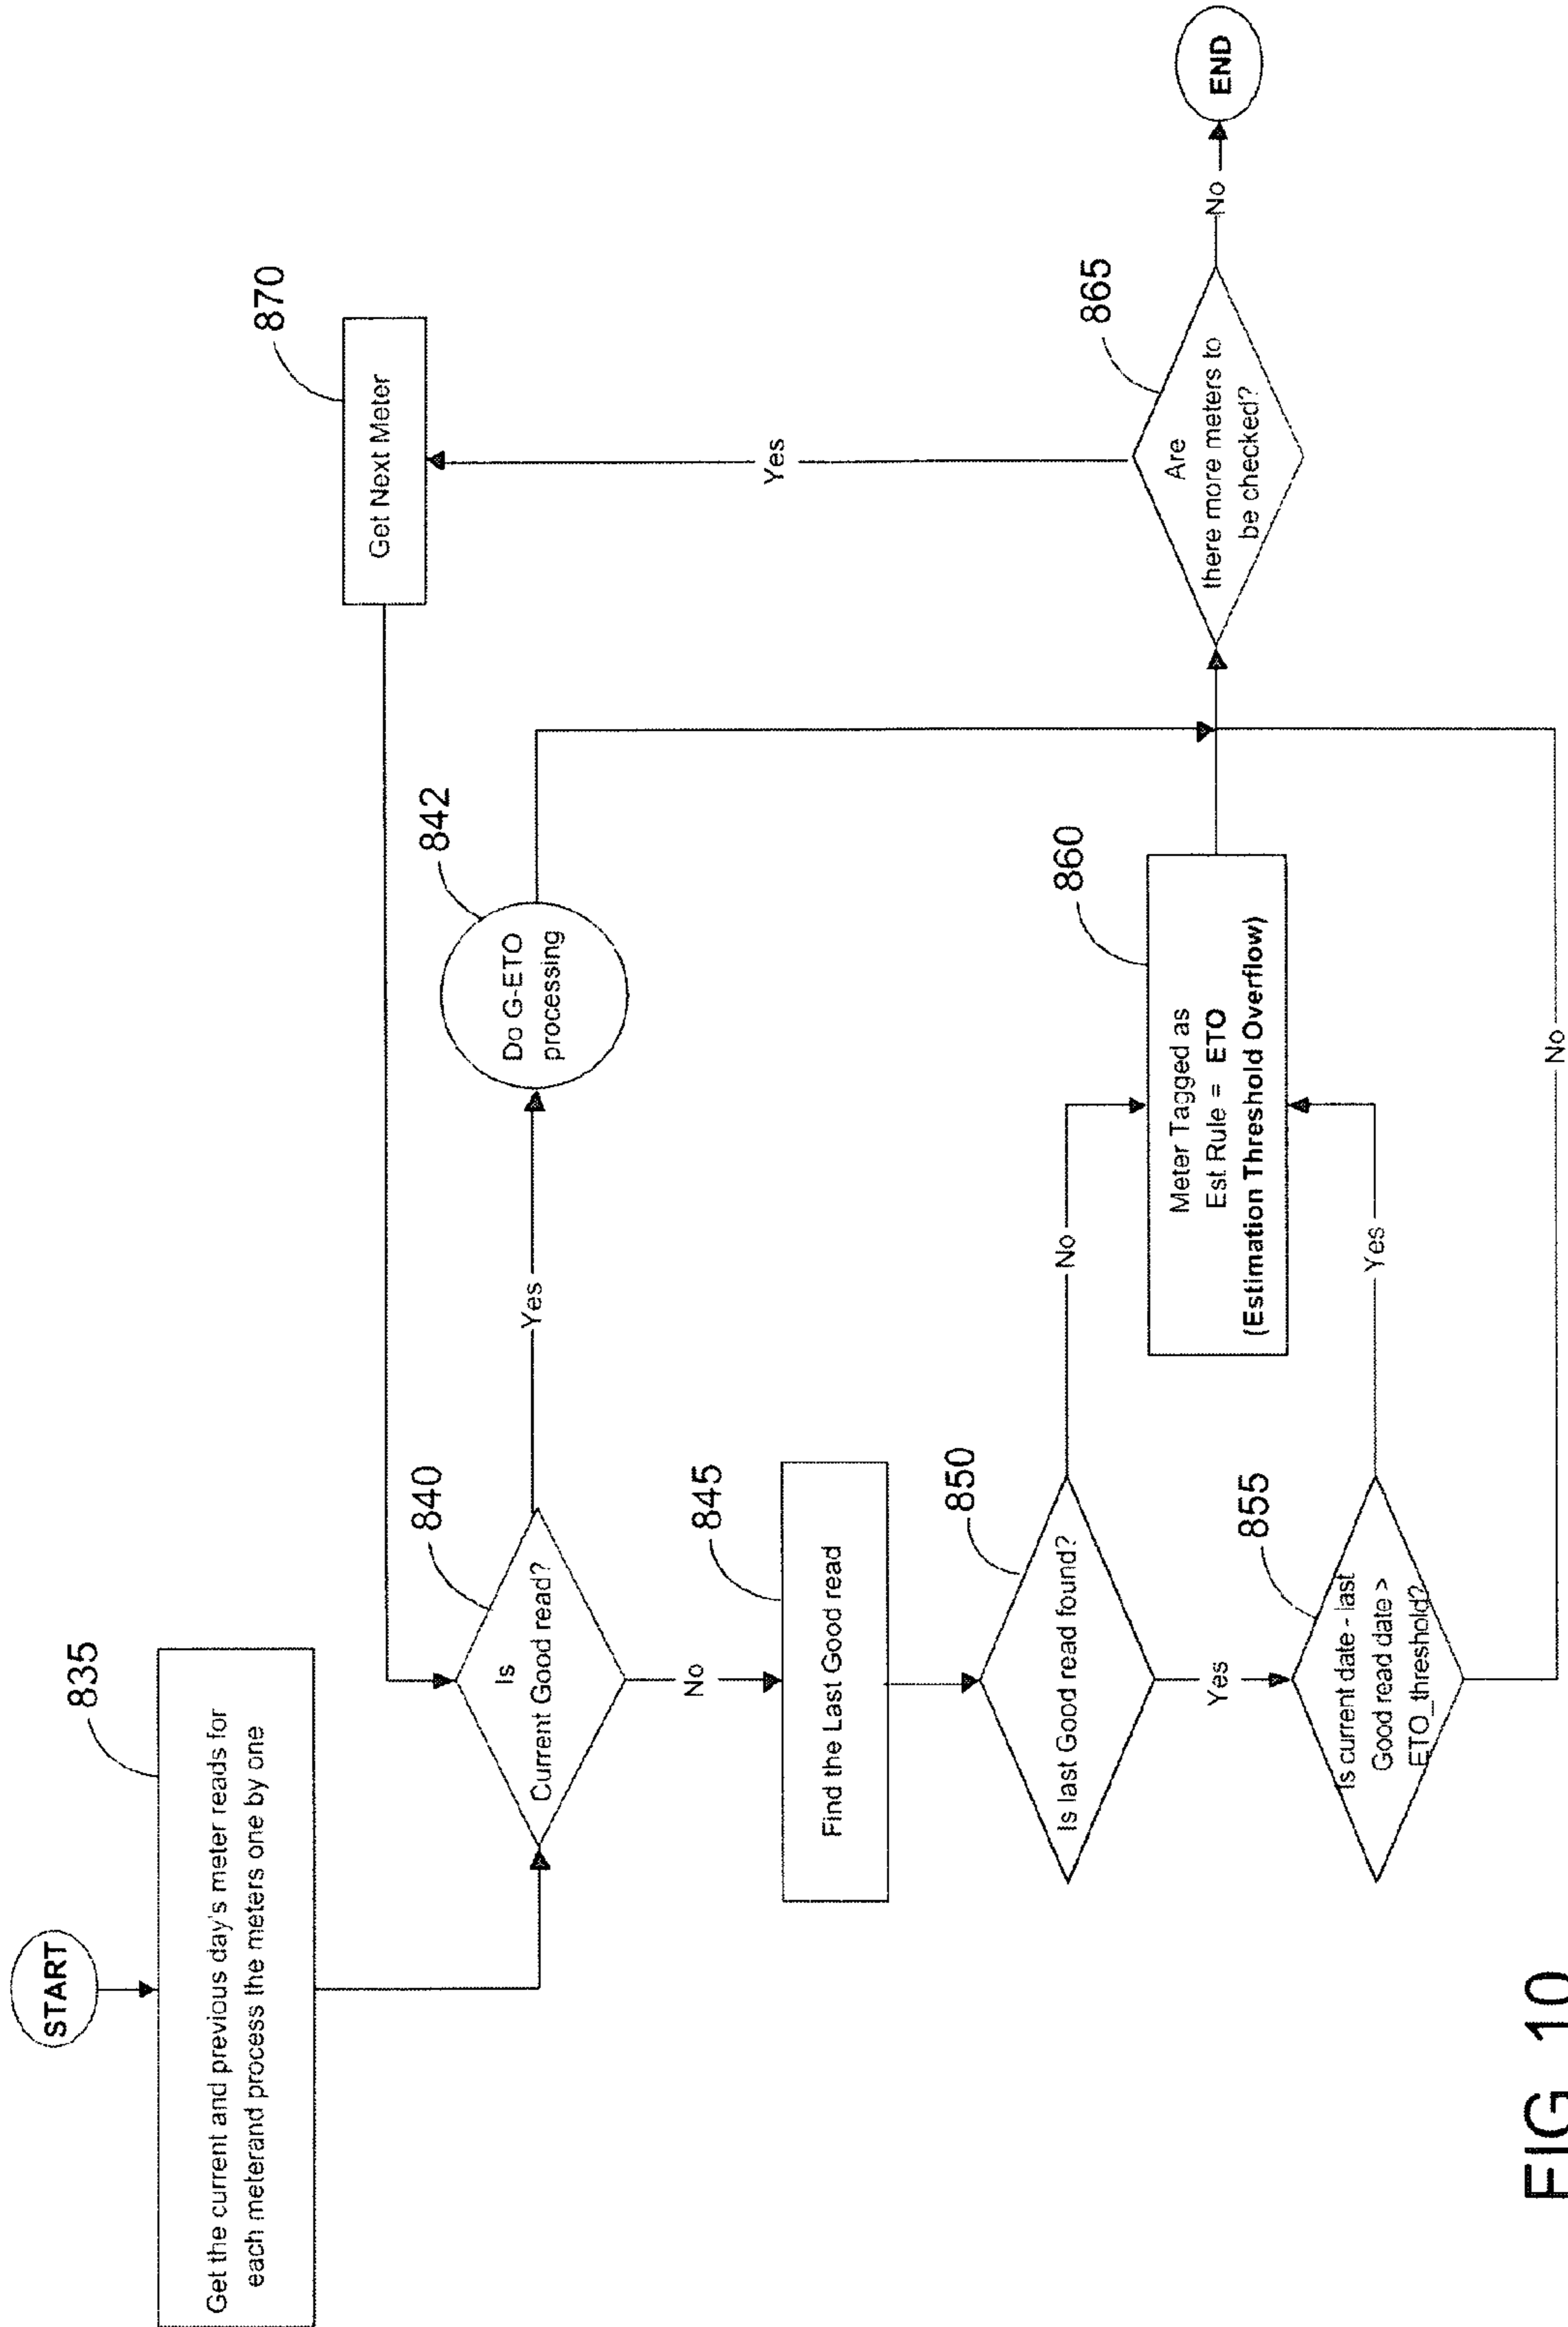 START
835
Get the current and previous day's meter reads for
each meterand process the meters one by one
840
Is
Current Good read?
Yes
842
Do G-ETO
processing
No
845
Find the Last Good read
850
Is last Good read found?
No
Yes
855
Is current date - last
Good read date >
ETO_threshold?
Yes
No
860
Meter Tagged as
Est Rule = ETO
(Estimation Threshold Overflow)
865
Are
there more meters to
be checked?
Yes
870
Get Next Meter
No
END
FIG 10